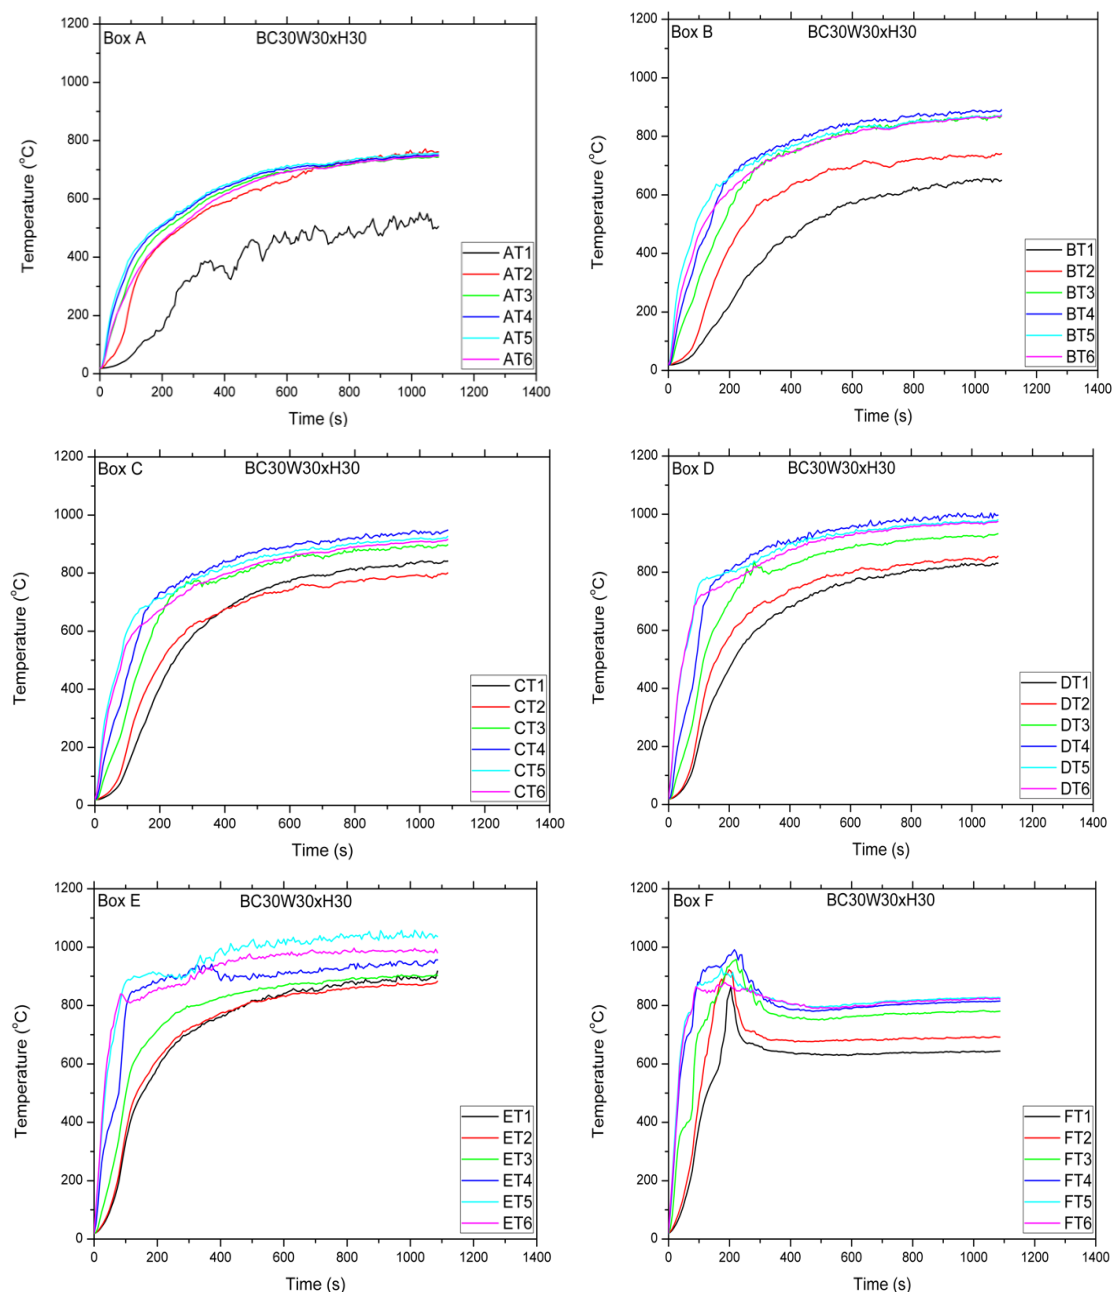 Box A BC30W30xH30
1200
1000
800
600
400
200
0
Temperature (°C)
AT1
AT2
AT3
AT4
AT5
AT6
0 200 400 600 800 1000 1200 1400
Time (s)
Box B BC30W30xH30
1200
1000
800
600
400
200
0
Temperature (°C)
BT1
BT2
BT3
BT4
BT5
BT6
0 200 400 600 800 1000 1200 1400
Time (s)
Box C BC30W30xH30
1200
1000
800
600
400
200
0
Temperature (°C)
CT1
CT2
CT3
CT4
CT5
CT6
0 200 400 600 800 1000 1200 1400
Time (s)
Box D BC30W30xH30
1200
1000
800
600
400
200
0
Temperature (°C)
DT1
DT2
DT3
DT4
DT5
DT6
0 200 400 600 800 1000 1200 1400
Time (s)
Box E BC30W30xH30
1200
1000
800
600
400
200
0
Temperature (°C)
ET1
ET2
ET3
ET4
ET5
ET6
0 200 400 600 800 1000 1200 1400
Time (s)
Box F BC30W30xH30
1200
1000
800
600
400
200
0
Temperature (°C)
FT1
FT2
FT3
FT4
FT5
FT6
0 200 400 600 800 1000 1200 1400
Time (s)